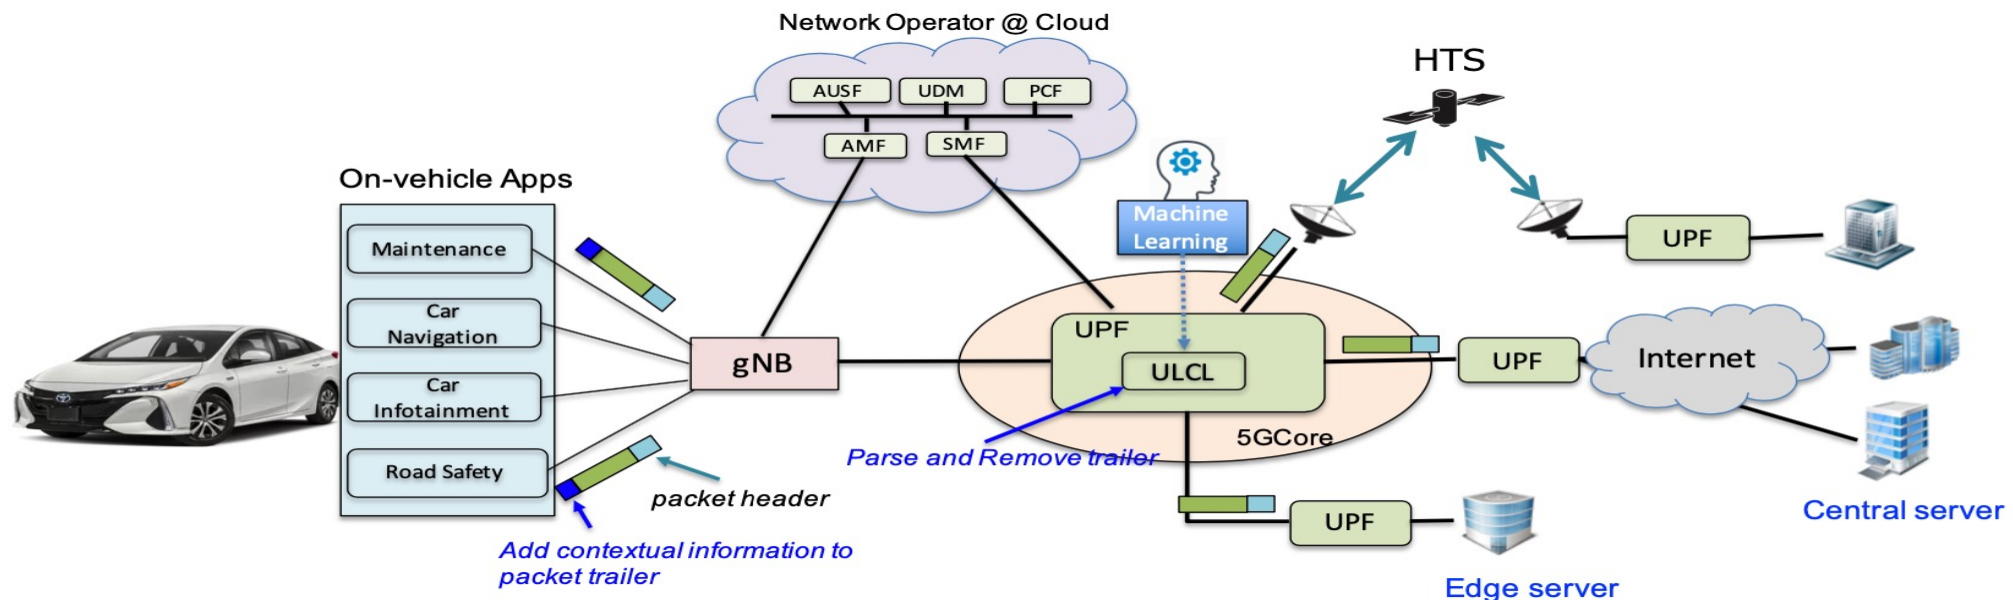 Network Operator @ Cloud
AUSF
UDM
PCF
AMF
SMF
HTS
On-vehicle Apps
Maintenance
Car
Navigation
Car
Infotainment
Road Safety
gNB
Machine
Learning
UPF
ULCL
5GCore
Parse and Remove trailer
packet header
Add contextual information to
packet trailer
UPF
UPF
Internet
UPF
Central server
Edge server